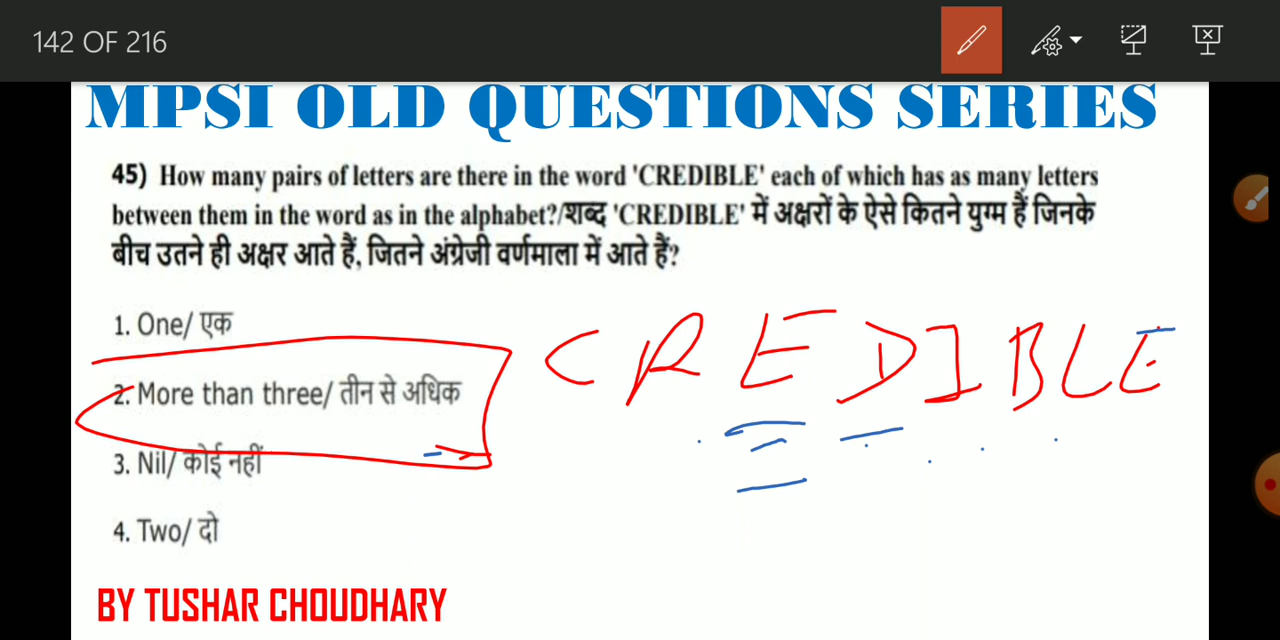 142 OF 216
MPSI OLD QUESTIONS SERIES
45) How many pairs of letters are there in the word 'CREDIBLE' each of which has as many letters
between them in the word as in the alphabet?/शब्द 'CREDIBLE' में अक्षरों के ऐसे कितने युग्म हैं जिनके
बीच उतने ही अक्षर आते हैं, जितने अंग्रेजी वर्णमाला में आते हैं?
1. One/ एक
2. More than three/ तीन से अधिक
3. Nil/ कोई नहीं
4. Two/ दो
CREDIBLE
BY TUSHAR CHOUDHARY